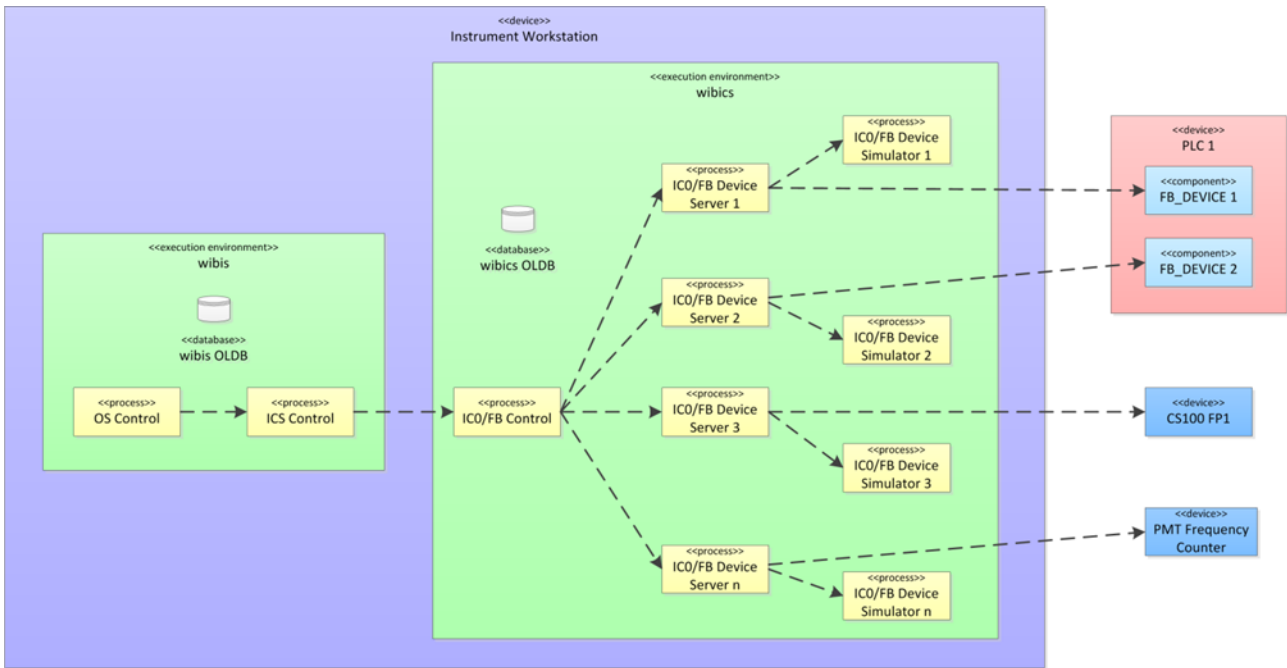 <<device>>
Instrument Workstation
<<execution environment>>
wibis
<<database>>
wibis OLDB
<<process>>
OS Control
<<process>>
ICS Control
<<execution environment>>
wibics
<<database>>
wibics OLDB
<<process>>
IC0/FB Control
<<process>>
IC0/FB Device
Server 1
<<process>>
IC0/FB Device
Simulator 1
<<process>>
IC0/FB Device
Server 2
<<process>>
IC0/FB Device
Simulator 2
<<process>>
IC0/FB Device
Server 3
<<process>>
IC0/FB Device
Simulator 3
<<process>>
IC0/FB Device
Server n
<<process>>
IC0/FB Device
Simulator n
<<device>>
PLC 1
<<component>>
FB_DEVICE 1
<<component>>
FB_DEVICE 2
<<device>>
CS100 FP1
<<device>>
PMT Frequency
Counter